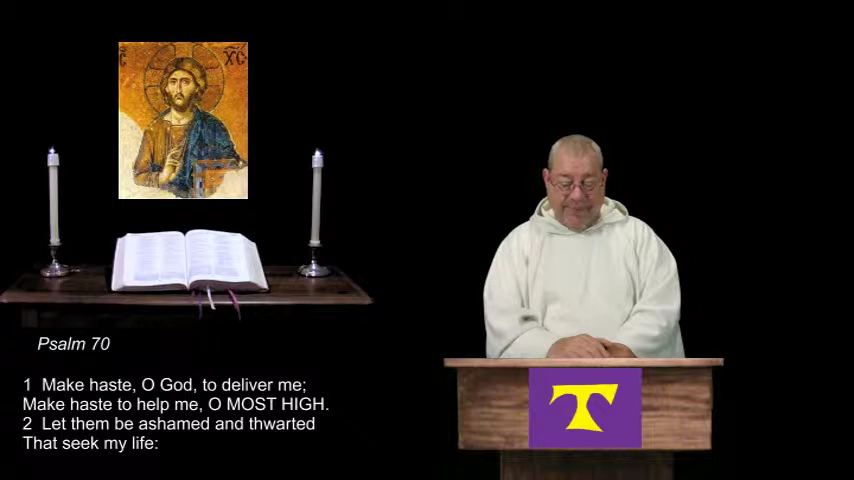 XC
Psalm 70
1 Make haste, O God, to deliver me;
Make haste to help me, O MOST HIGH.
2 Let them be ashamed and thwarted
That seek my life: